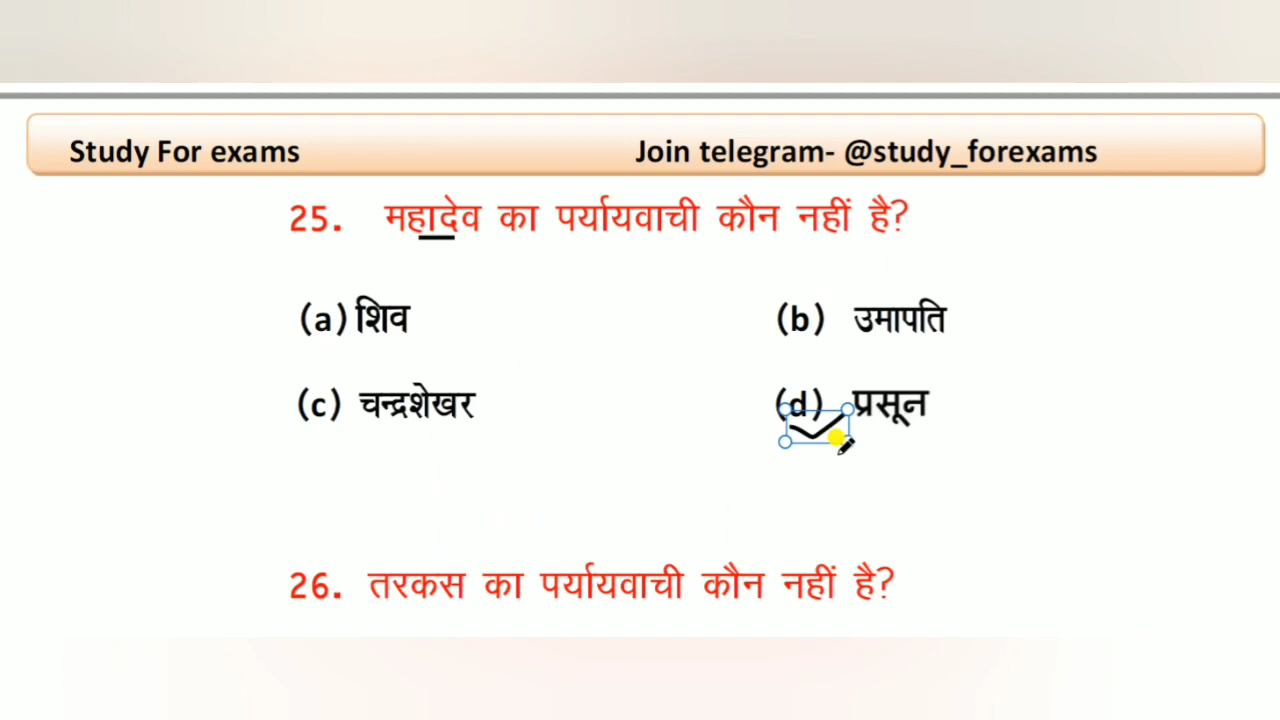 Study For exams Join telegram- @study_forexams
25. महादेव का पर्यायवाची कौन नहीं है?
(a) शिव (b) उमापति
(c) चन्द्रशेखर (d) प्रसून
26. तरकस का पर्यायवाची कौन नहीं है?